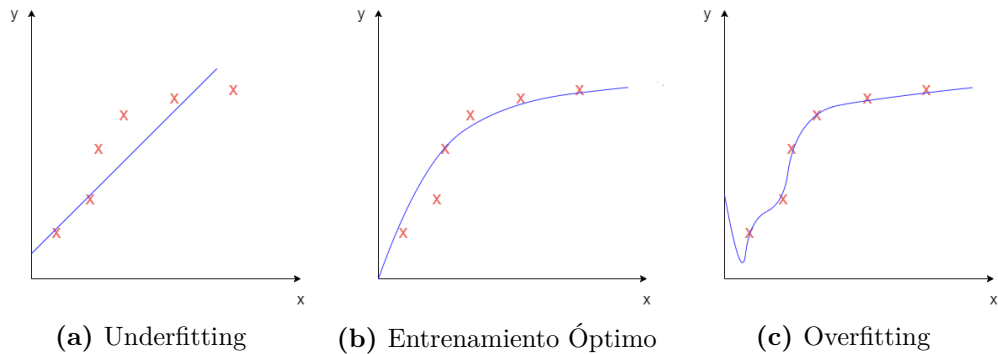 y
x
(a) Underfitting
y
x
(b) Entrenamiento Óptimo
y
x
(c) Overfitting